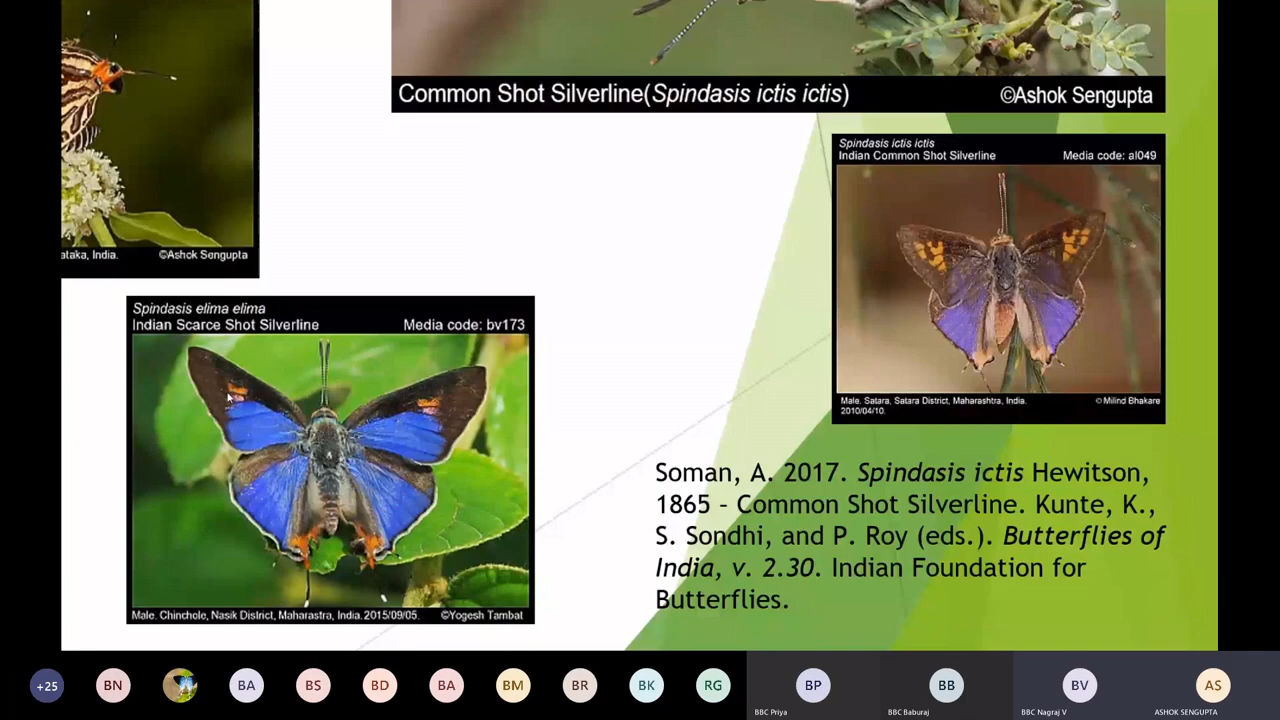 Common Shot Silverline(Spindasis ictis ictis)
©Ashok Sengupta
Spindasis ictis ictis
Indian Common Shot Silverline
Media code: al049
Male. Satara, Satara District, Maharashtra, India.
2010/04/10.
© Milind Bhakare
ataka, India.
©Ashok Sengupta
Spindasis elima elima
Indian Scarce Shot Silverline
Media code: bv173
Male. Chinchole, Nasik District, Maharastra, India. 2015/09/05.
©Yogesh Tambat
Soman, A. 2017. Spindasis ictis Hewitson,
1865 – Common Shot Silverline. Kunte, K.,
S. Sondhi, and P. Roy (eds.). Butterflies of
India, v. 2.30. Indian Foundation for
Butterflies.
+25
BN
BA
BS
BD
BA
BM
BR
BK
RG
BP
BBC Priya
BB
BBC Baburaj
BV
BBC Nagraj V
AS
ASHOK SENGUPTA